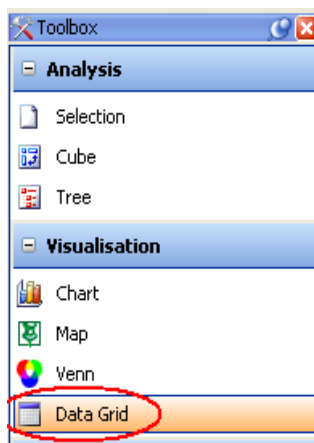 Toolbox
Analysis
Selection
Cube
Tree
Visualisation
Chart
Map
Venn
Data Grid